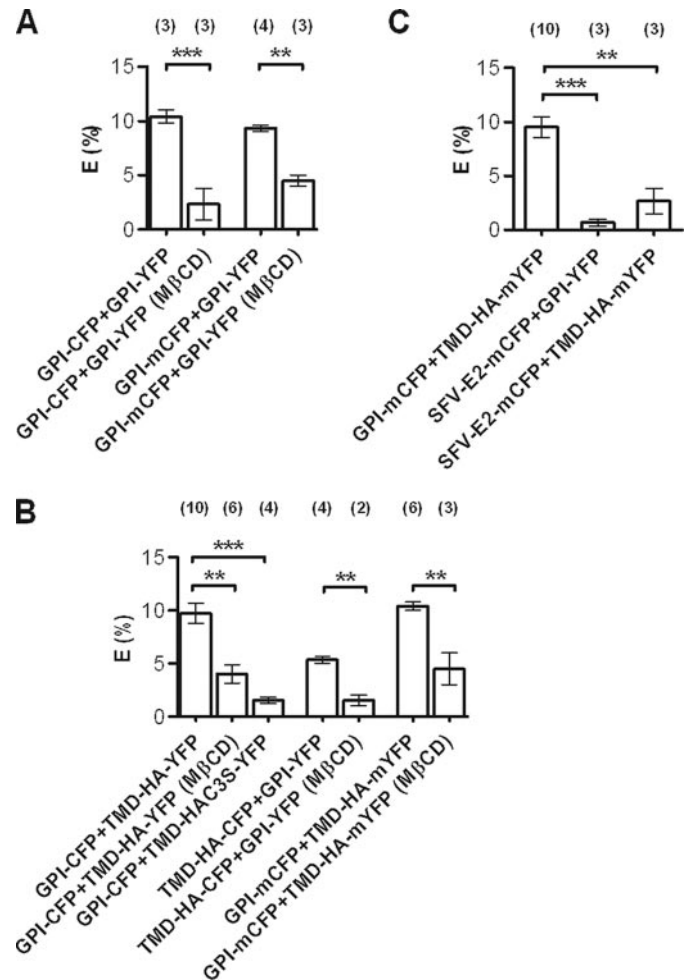 A
(3) (3) (4) (3)
*** **
15
10
5
0
E (%)
GPI-CFP+GPI-YFP
GPI-CFP+GPI-YFP (MβCD)
GPI-mCFP+GPI-YFP
GPI-mCFP+GPI-YFP (MβCD)
C
(10) (3) (3)
**
***
15
10
5
0
E (%)
GPI-mCFP+TMD-HA-mYFP
SFV-E2-mCFP+GPI-YFP
SFV-E2-mCFP+TMD-HA-mYFP
B
(10) (6) (4) (4) (2) (6) (3)
***
** ** **
15
10
5
0
E (%)
GPI-CFP+TMD-HA-YFP
GPI-CFP+TMD-HA-YFP (MβCD)
GPI-CFP+TMD-HAC3S-YFP
TMD-HA-CFP+GPI-YFP
TMD-HA-CFP+GPI-YFP (MβCD)
GPI-mCFP+TMD-HA-mYFP
GPI-mCFP+TMD-HA-mYFP (MβCD)